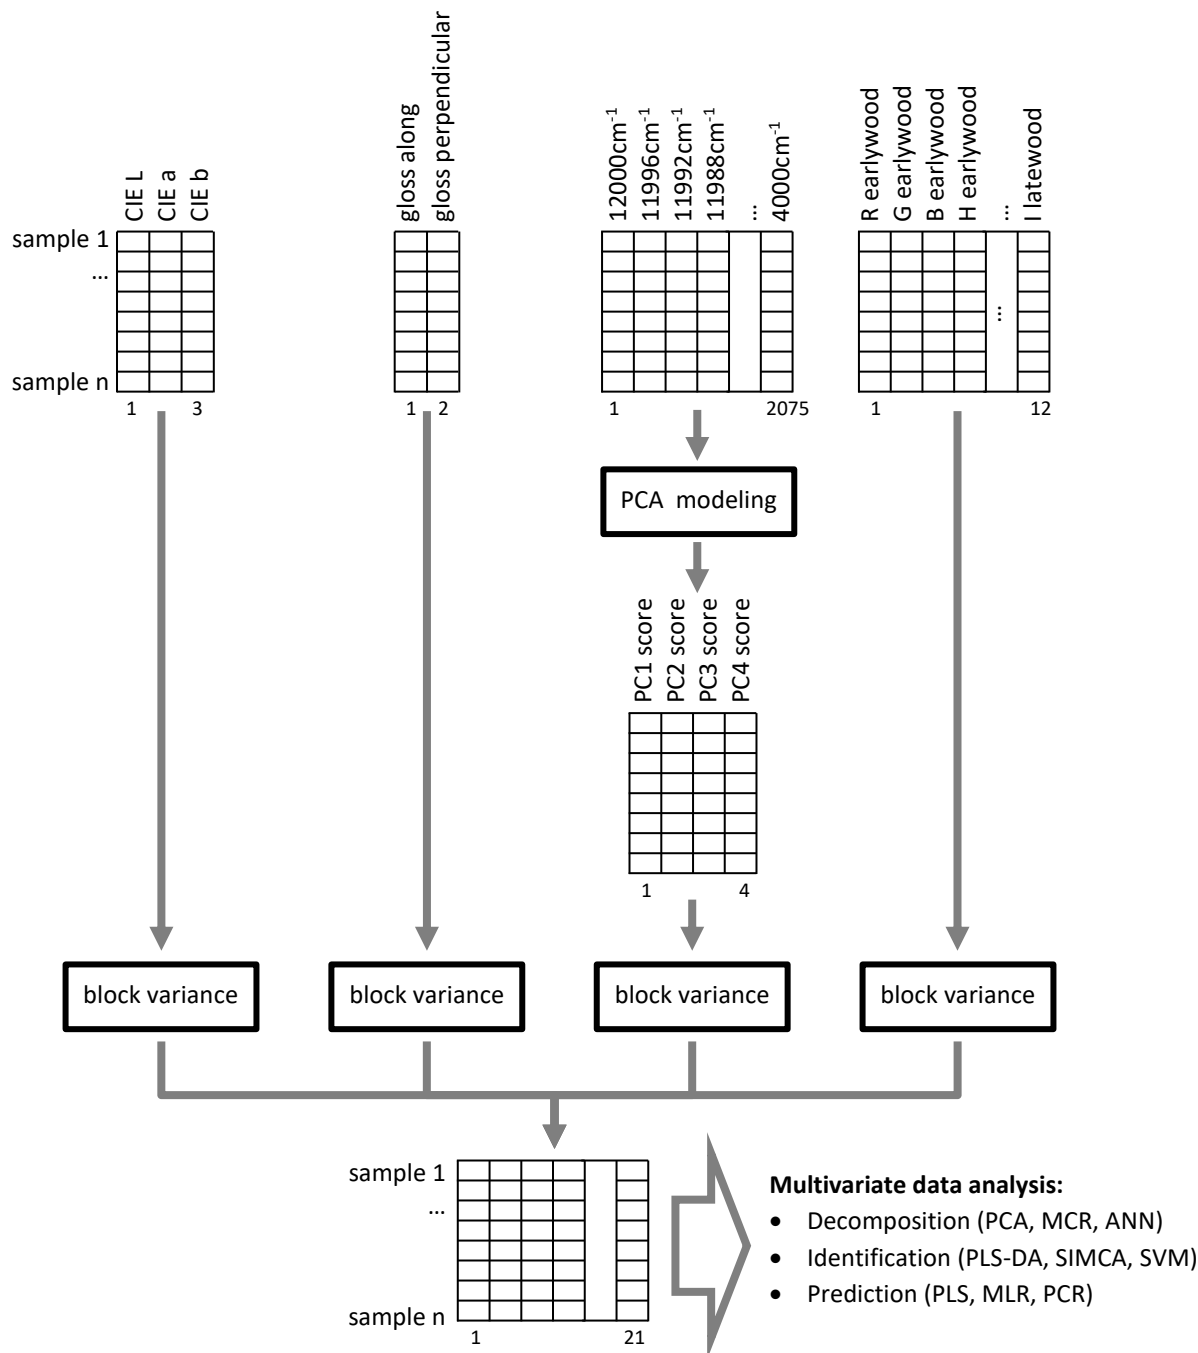 CIE L
CIE a
CIE b
gloss along
gloss perpendicular
12000cm⁻¹
11996cm⁻¹
11992cm⁻¹
11988cm⁻¹
...
4000cm⁻¹
R earlywood
G earlywood
B earlywood
H earlywood
...
I latewood
sample 1
...
sample n
...
1 3
1 2
1 2075
1 12
PCA modeling
PC1 score
PC2 score
PC3 score
PC4 score
1 4
block variance
block variance
block variance
block variance
sample 1
...
sample n
1 21
Multivariate data analysis:
• Decomposition (PCA, MCR, ANN)
• Identification (PLS-DA, SIMCA, SVM)
• Prediction (PLS, MLR, PCR)